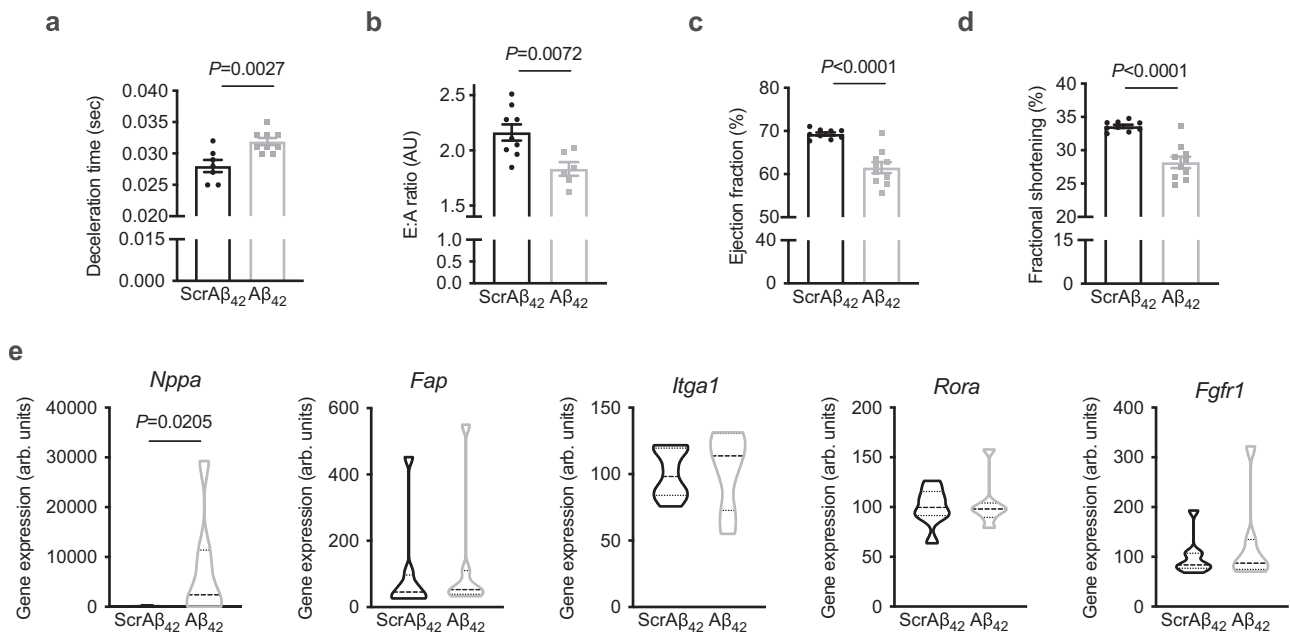 a
P=0.0027
Deceleration time (sec)
0.040
0.035
0.030
0.025
0.020
0.015
0.000
ScrAβ₄₂ Aβ₄₂
b
P=0.0072
E:A ratio (AU)
2.5
2.0
1.5
1.0
0.5
0.0
ScrAβ₄₂ Aβ₄₂
c
P<0.0001
Ejection fraction (%)
80
70
60
50
40
0
ScrAβ₄₂ Aβ₄₂
d
P<0.0001
Fractional shortening (%)
40
35
30
25
20
15
0
ScrAβ₄₂ Aβ₄₂
e
Nppa
P=0.0205
Gene expression (arb. units)
40000
30000
20000
10000
0
ScrAβ₄₂ Aβ₄₂
Fap
Gene expression (arb. units)
600
400
200
0
ScrAβ₄₂ Aβ₄₂
Itga1
Gene expression (arb. units)
150
100
50
0
ScrAβ₄₂ Aβ₄₂
Rora
Gene expression (arb. units)
200
150
100
50
0
ScrAβ₄₂ Aβ₄₂
Fgfr1
Gene expression (arb. units)
400
300
200
100
0
ScrAβ₄₂ Aβ₄₂